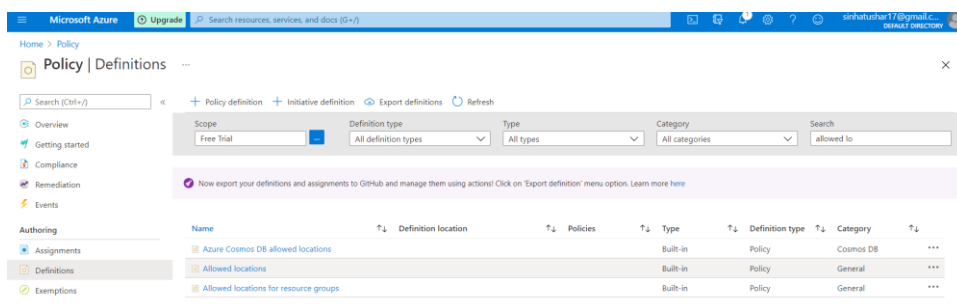 Microsoft Azure Upgrade Search resources, services, and docs (G+/) 1 sinhatushar17@gmail.c...
DEFAULT DIRECTORY
Home > Policy
Policy | Definitions ...
Search (Ctrl+/) « + Policy definition + Initiative definition Export definitions Refresh
Overview
Getting started
Compliance
Remediation
Events
Authoring
Assignments
Definitions
Exemptions
Scope Definition type Type Category Search
Free Trial ... All definition types All types All categories allowed lo
Now export your definitions and assignments to GitHub and manage them using actions! Click on 'Export definition' menu option. Learn more here
Name ↑↓ Definition location ↑↓ Policies ↑↓ Type ↑↓ Definition type ↑↓ Category ↑↓
Azure Cosmos DB allowed locations Built-in Policy Cosmos DB ...
Allowed locations Built-in Policy General ...
Allowed locations for resource groups Built-in Policy General ...